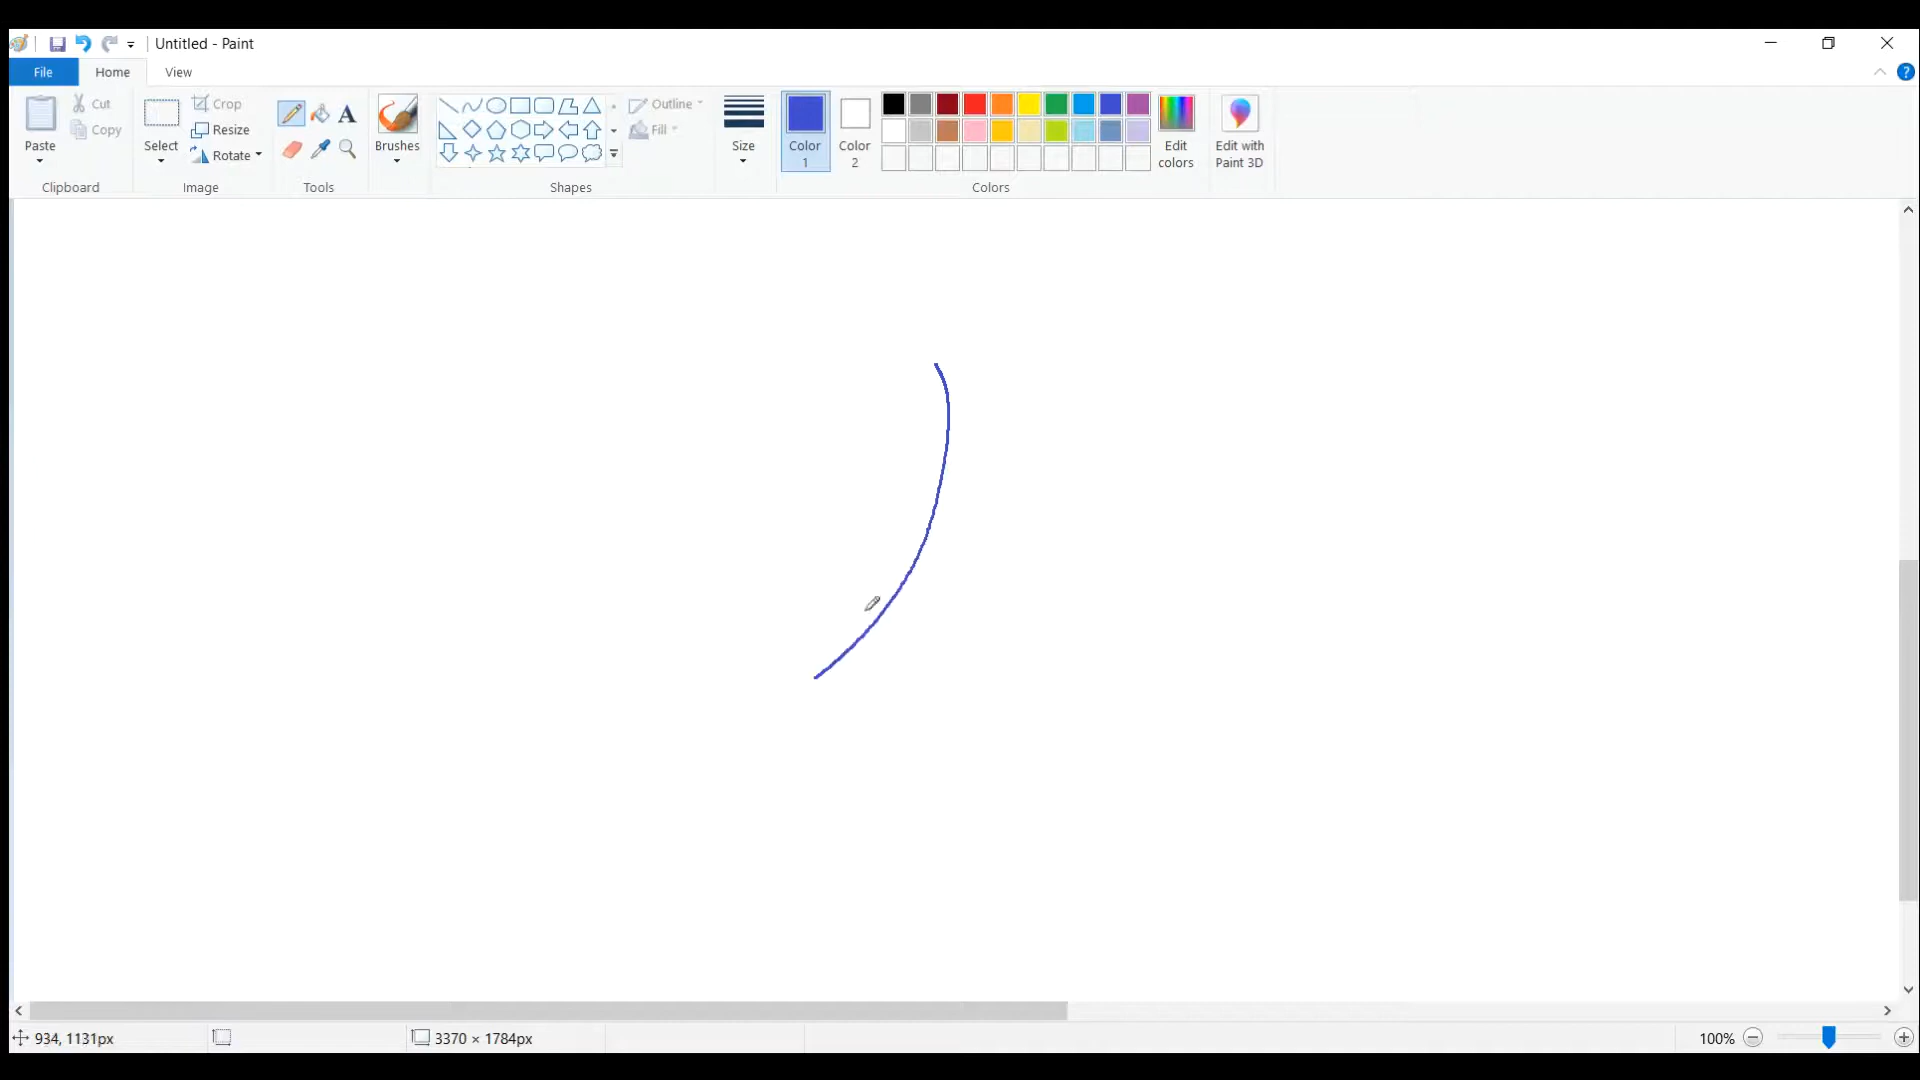 Untitled - Paint
File Home View
Paste Cut Copy Select Crop Resize Rotate A Brushes Outline Fill Size Color 1 Color 2 Edit colors Edit with Paint 3D ?
Clipboard Image Tools Shapes Colors
934, 1131px 3370 × 1784px 100%